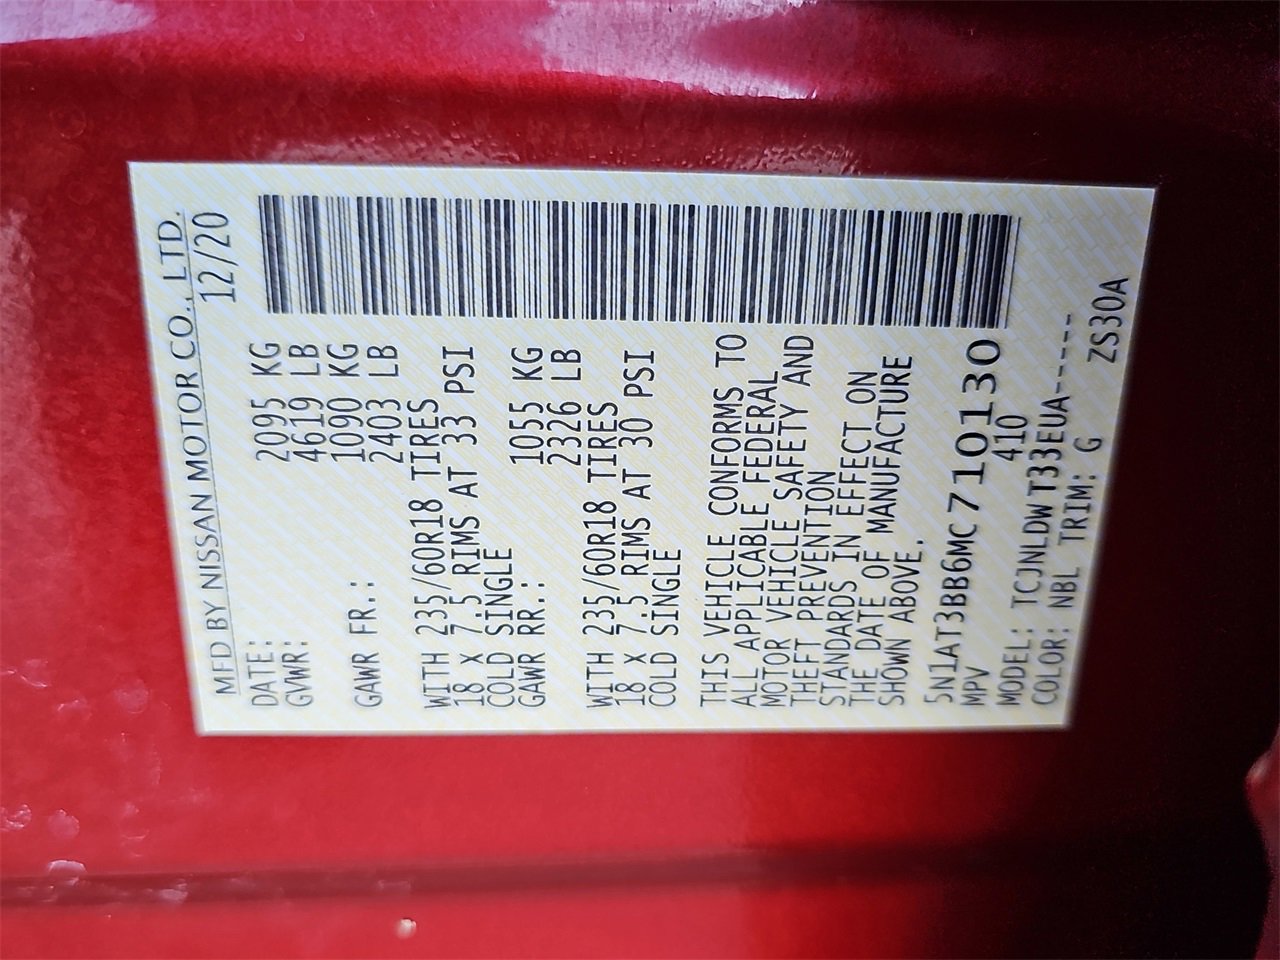 MFD BY NISSAN MOTOR CO., LTD.
DATE: 12/20
GVWR: 2095 KG
4619 LB
GAWR FR.: 1090 KG
2403 LB
WITH 235/60R18 TIRES
18 X 7.5 RIMS AT 33 PSI
COLD SINGLE
GAWR RR.: 1055 KG
2326 LB
WITH 235/60R18 TIRES
18 X 7.5 RIMS AT 30 PSI
COLD SINGLE
THIS VEHICLE CONFORMS TO
ALL APPLICABLE FEDERAL
MOTOR VEHICLE SAFETY AND
THEFT PREVENTION
STANDARDS IN EFFECT ON
THE DATE OF MANUFACTURE
SHOWN ABOVE.
5N1AT3BB6MC710130
MPV 410
MODEL: TCJNLDWT33EUA-----
COLOR: NBL TRIM: G ZS30A